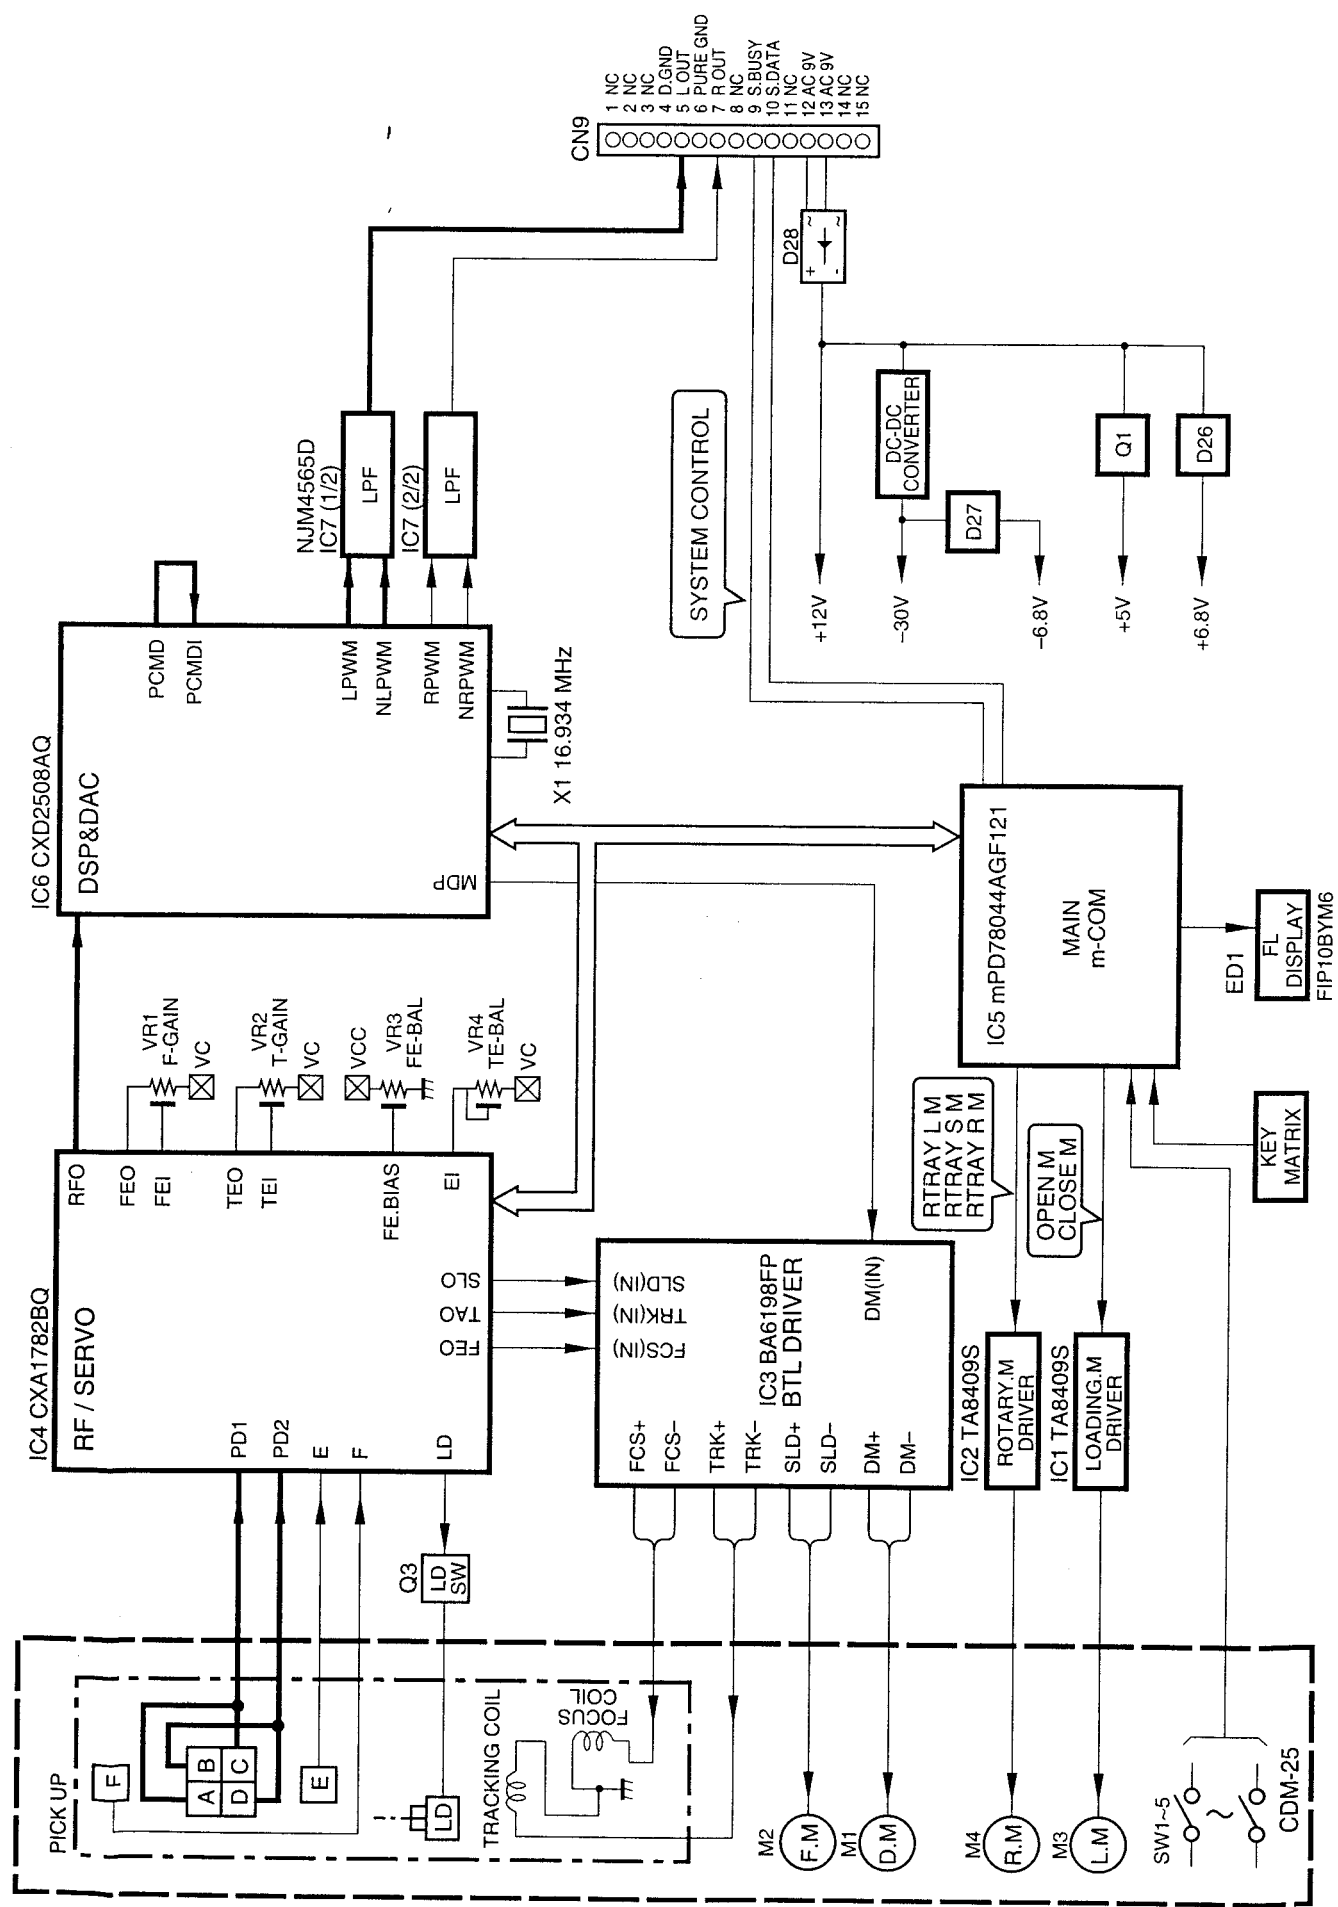 PICK UP
F
A
B
D
C
E
LD
TRACKING COIL
FOCUS
COIL
M2
F.M
M1
D.M
M4
R.M
M3
L.M
SW1~5
~
CDM-25
Q3
LD
SW
IC4 CXA1782BQ
RF / SERVO
PD1
PD2
E
F
LD
RFO
FEO
FEI
TEO
TEI
FE.BIAS
EI
SLO
TAO
FEO
VR1
F-GAIN
VC
VR2
T-GAIN
VC
VCC
VR3
FE-BAL
VR4
TE-BAL
VC
IC3 BA6198FP
BTL DRIVER
FCS+
FCS−
TRK+
TRK−
SLD+
SLD−
DM+
DM−
SLD(IN)
TRK(IN)
FCS(IN)
DM(IN)
IC2 TA8409S
ROTARY.M
DRIVER
IC1 TA8409S
LOADING.M
DRIVER
RTRAY L M
RTRAY S M
RTRAY R M
OPEN M
CLOSE M
KEY
MATRIX
IC6 CXD2508AQ
DSP&DAC
MDP
PCMD
PCMDI
LPWM
NLPWM
RPWM
NRPWM
X1 16.934 MHz
IC5 mPD78044AGF121
MAIN
m-COM
ED1
FL
DISPLAY
FIP10BYM6
NJM4565D
IC7 (1/2)
LPF
IC7 (2/2)
LPF
SYSTEM CONTROL
+12V
−30V
−6.8V
+5V
+6.8V
DC-DC
CONVERTER
D27
Q1
D26
D28
+
-
~
~
CN9
1 NC
2 NC
3 NC
4 D.GND
5 L OUT
6 PURE GND
7 R OUT
8 NC
9 S.BUSY
10 S.DATA
11 NC
12 AC 9V
13 AC 9V
14 NC
15 NC